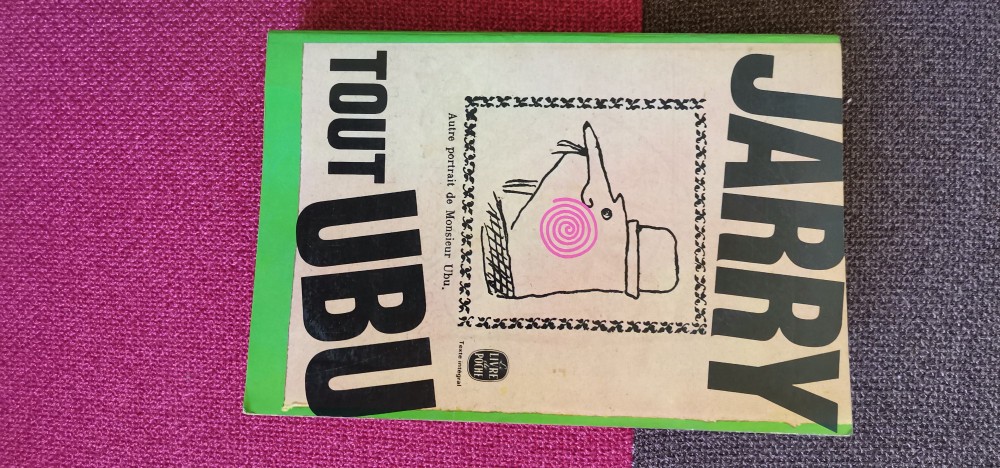 JARRY
Autre portrait de Monsieur Ubu.
Le
LIVRE
de
POCHE
Texte intégral
TOUT
UBU